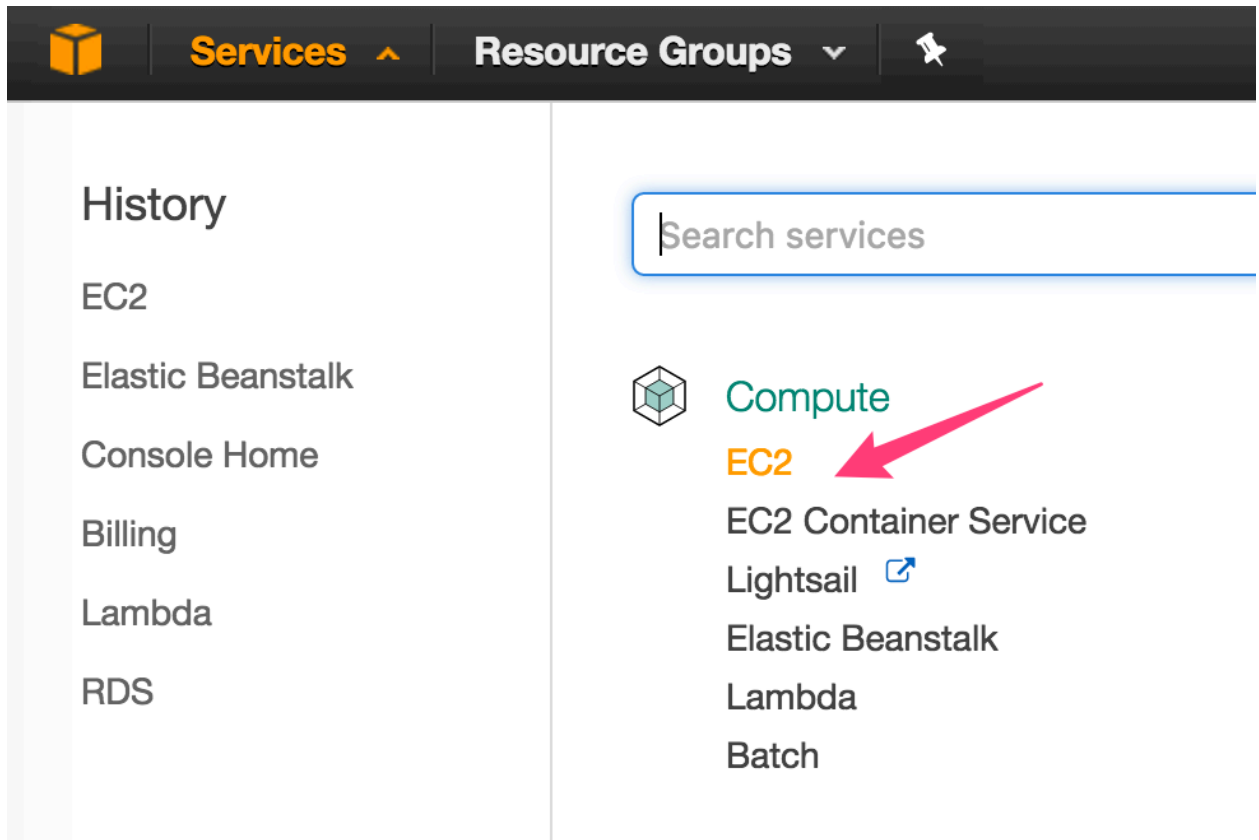 Services Resource Groups
History
EC2
Elastic Beanstalk
Console Home
Billing
Lambda
RDS
Search services
Compute
EC2
EC2 Container Service
Lightsail
Elastic Beanstalk
Lambda
Batch